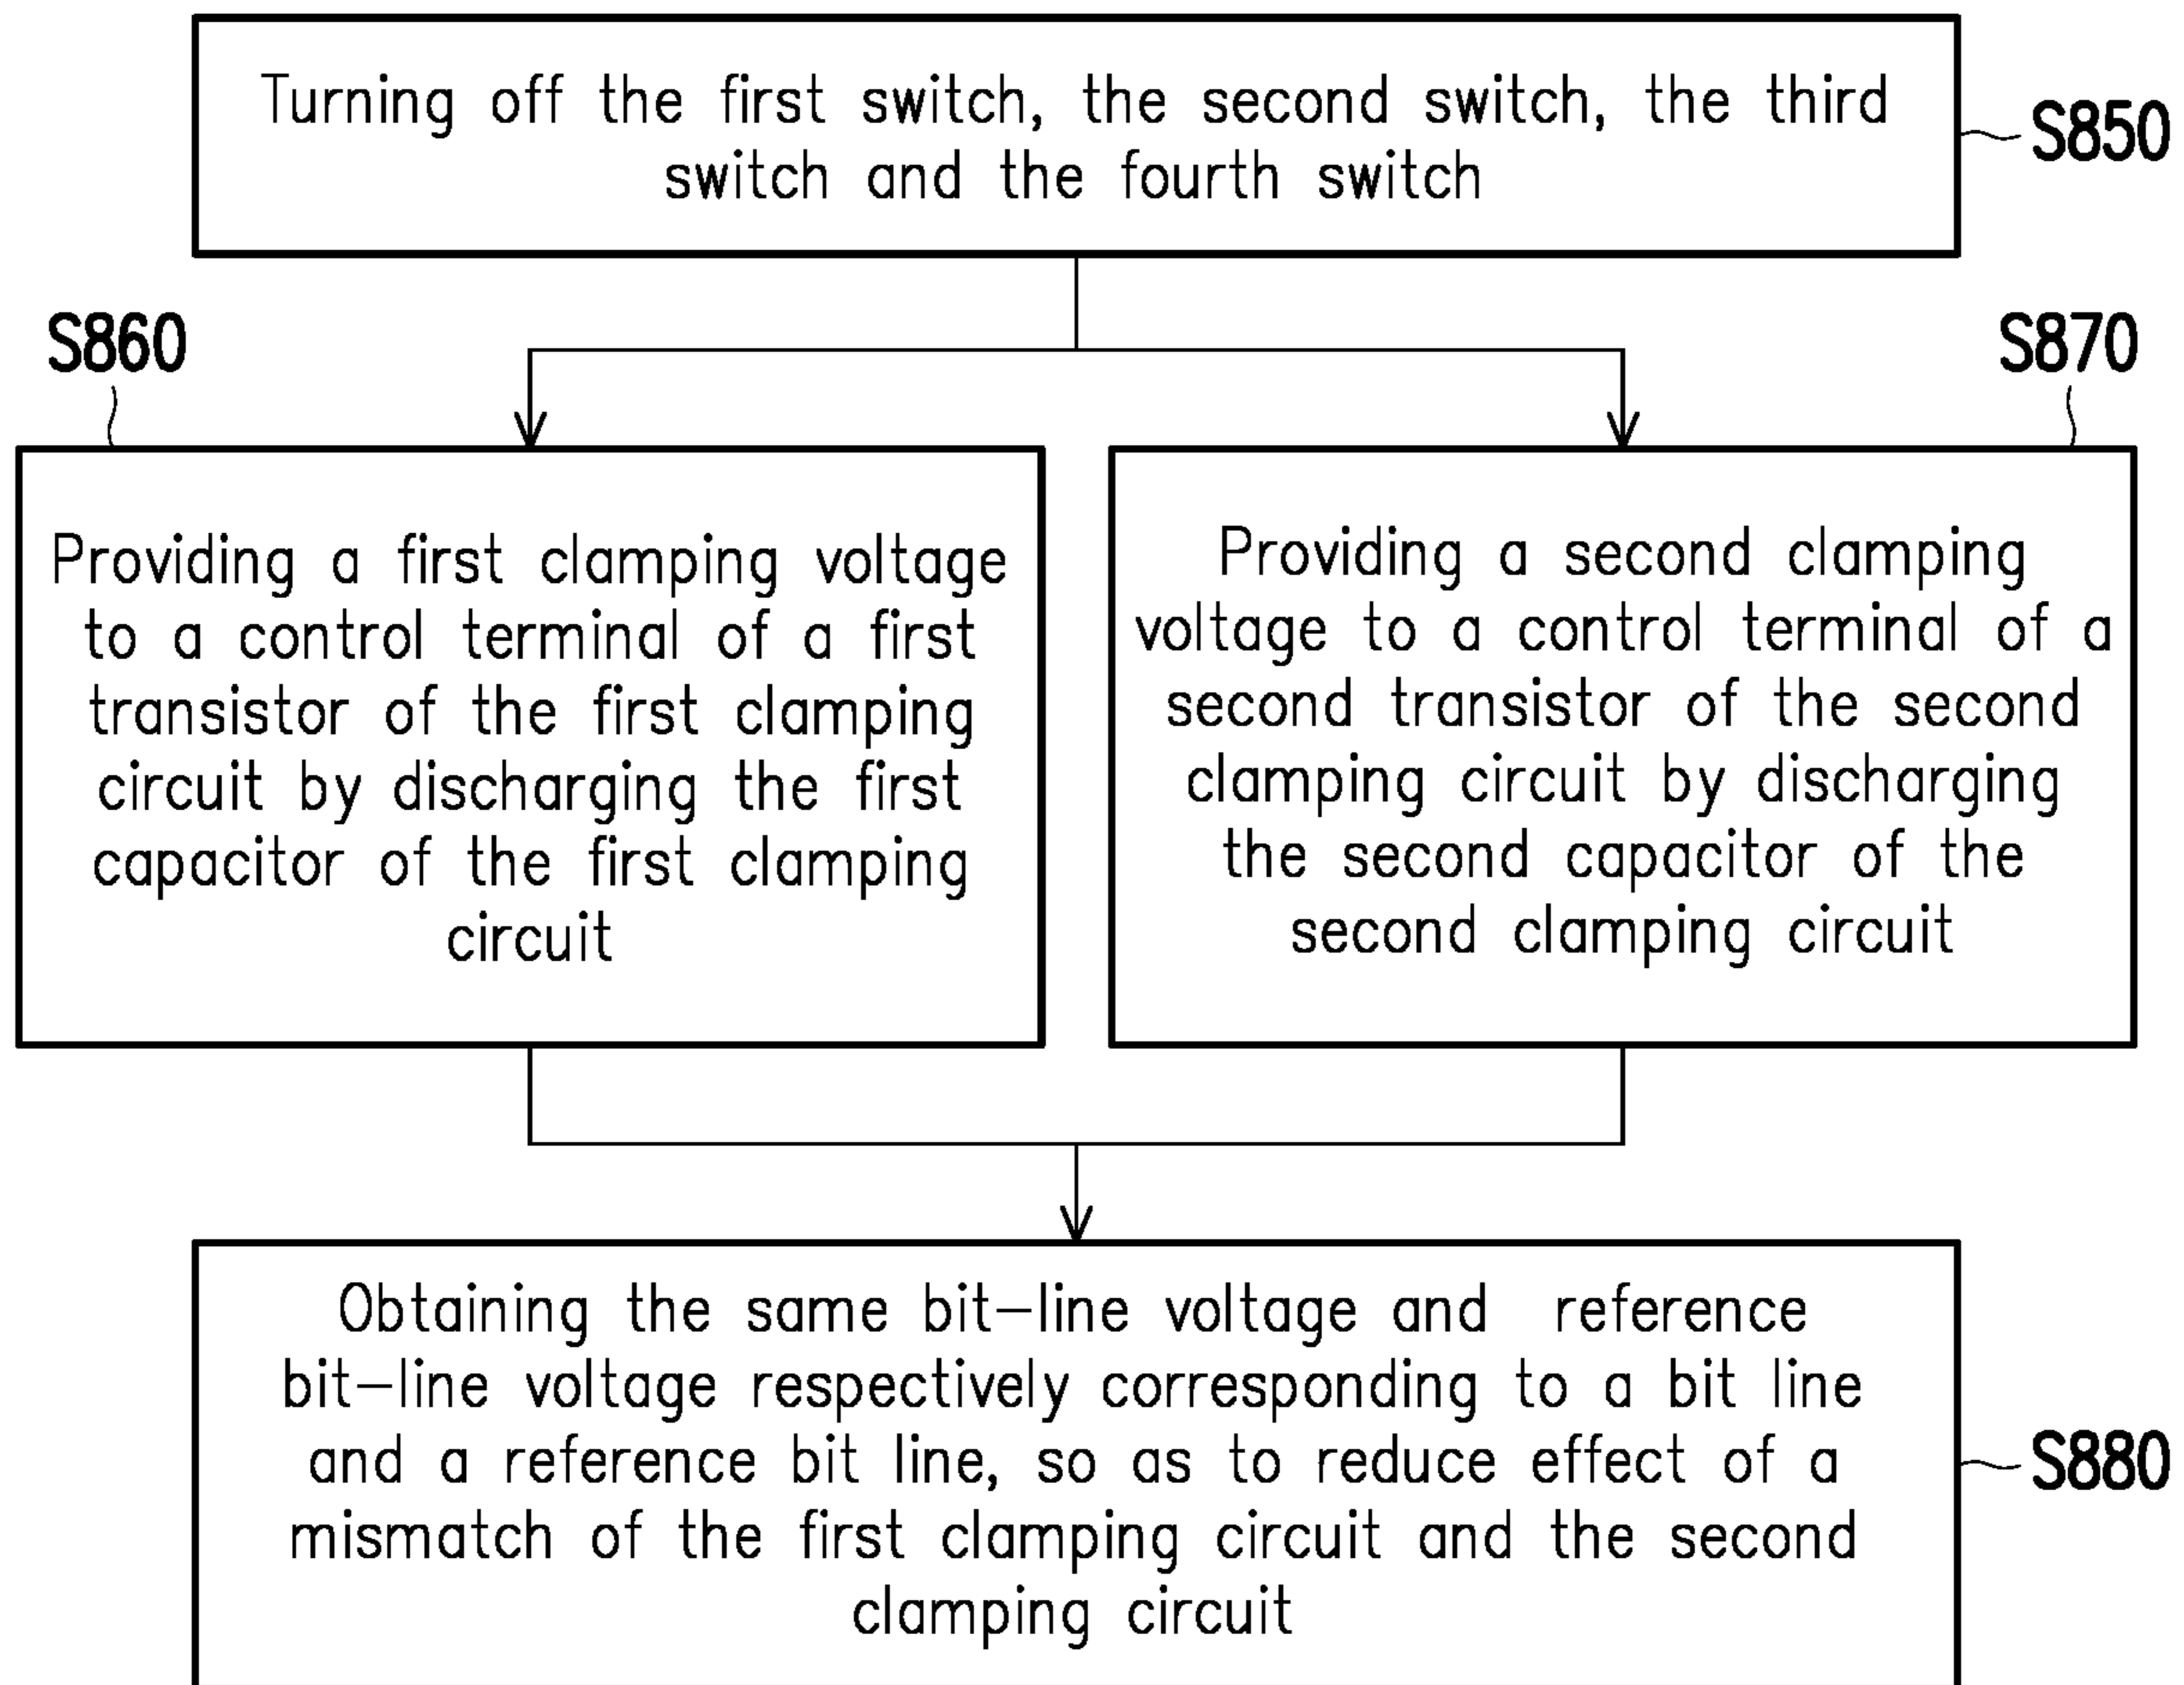 Turning off the first switch, the second switch, the third
switch and the fourth switch
S850
S860
Providing a first clamping voltage
to a control terminal of a first
transistor of the first clamping
circuit by discharging the first
capacitor of the first clamping
circuit
S870
Providing a second clamping
voltage to a control terminal of a
second transistor of the second
clamping circuit by discharging
the second capacitor of the
second clamping circuit
Obtaining the same bit-line voltage and reference
bit-line voltage respectively corresponding to a bit line
and a reference bit line, so as to reduce effect of a
mismatch of the first clamping circuit and the second
clamping circuit
S880